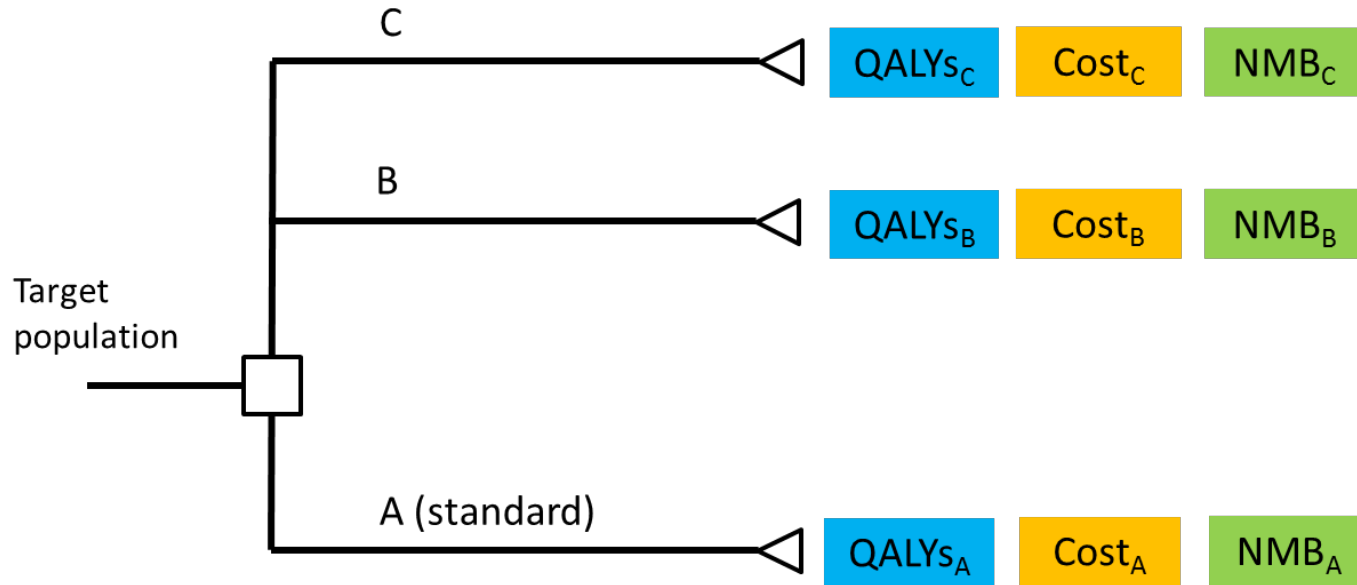 C
QALYs_C Cost_C NMB_C
B
QALYs_B Cost_B NMB_B
Target
population
A (standard)
QALYs_A Cost_A NMB_A